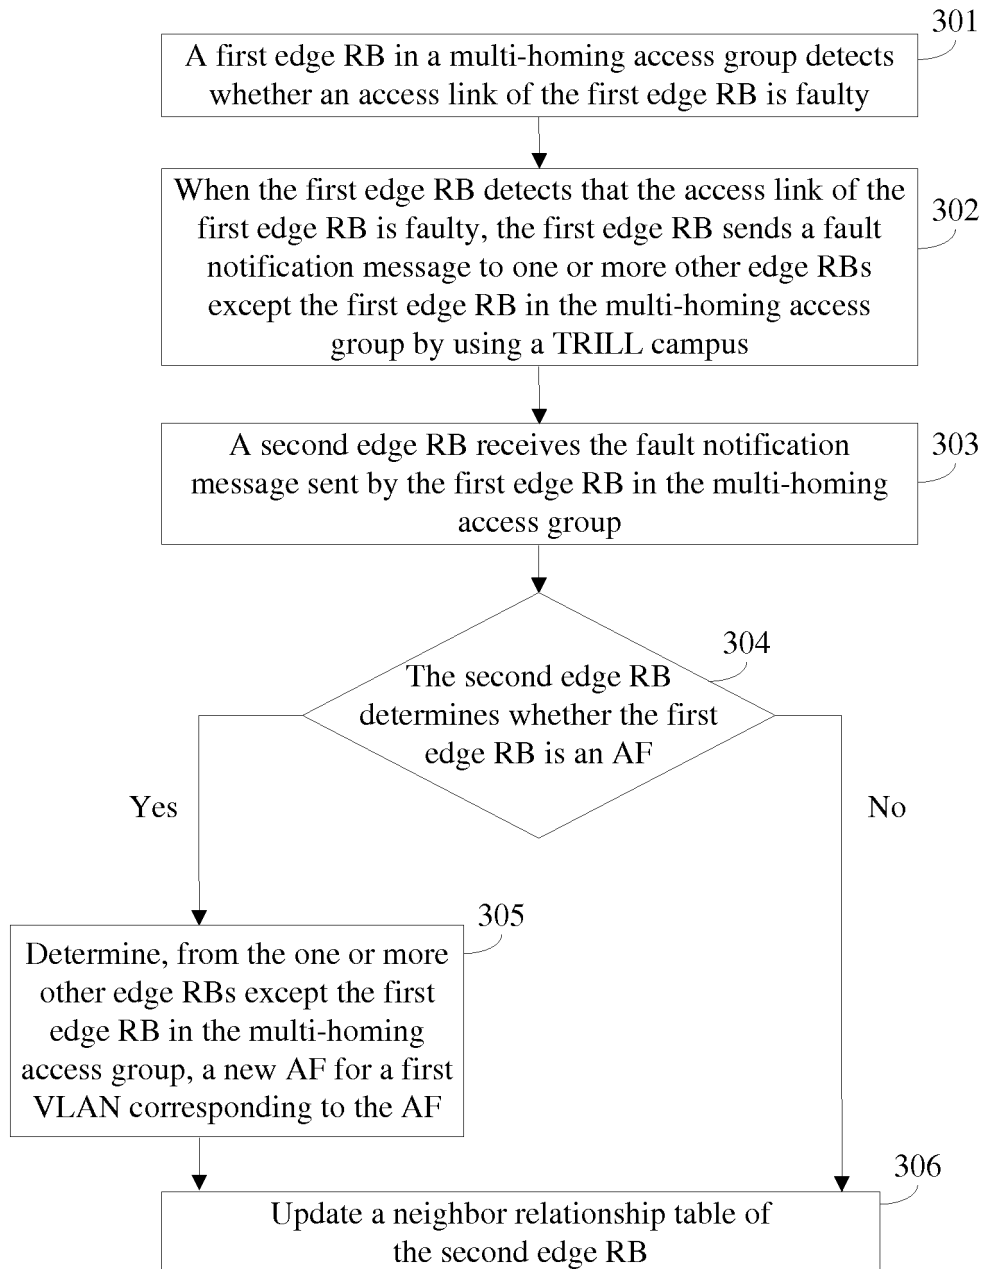 301
A first edge RB in a multi-homing access group detects
whether an access link of the first edge RB is faulty
302
When the first edge RB detects that the access link of the
first edge RB is faulty, the first edge RB sends a fault
notification message to one or more other edge RBs
except the first edge RB in the multi-homing access
group by using a TRILL campus
303
A second edge RB receives the fault notification
message sent by the first edge RB in the multi-homing
access group
304
The second edge RB
determines whether the first
edge RB is an AF
Yes
No
305
Determine, from the one or more
other edge RBs except the first
edge RB in the multi-homing
access group, a new AF for a first
VLAN corresponding to the AF
306
Update a neighbor relationship table of
the second edge RB